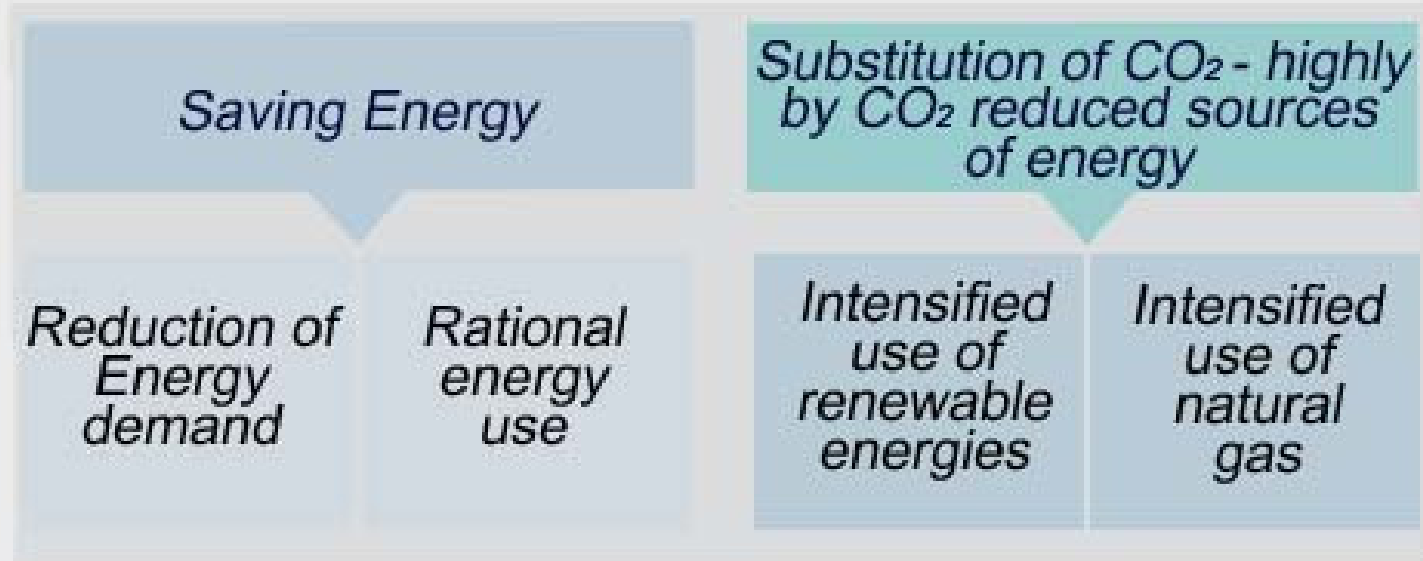 Saving Energy
Substitution of CO₂ - highly
by CO₂ reduced sources
of energy
Reduction of
Energy
demand
Rational
energy
use
Intensified
use of
renewable
energies
Intensified
use of
natural
gas